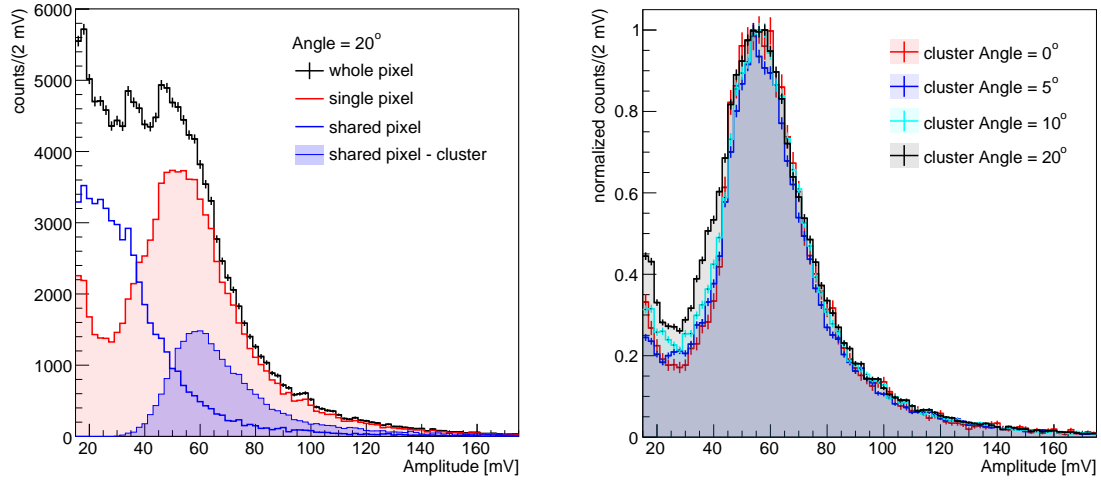 6000
5000
4000
3000
2000
1000
0
counts/(2 mV)
Angle = 20°
whole pixel
single pixel
shared pixel
shared pixel - cluster
20 40 60 80 100 120 140 160
Amplitude [mV]
1
0.8
0.6
0.4
0.2
0
normalized counts/(2 mV)
cluster Angle = 0°
cluster Angle = 5°
cluster Angle = 10°
cluster Angle = 20°
20 40 60 80 100 120 140 160
Amplitude [mV]